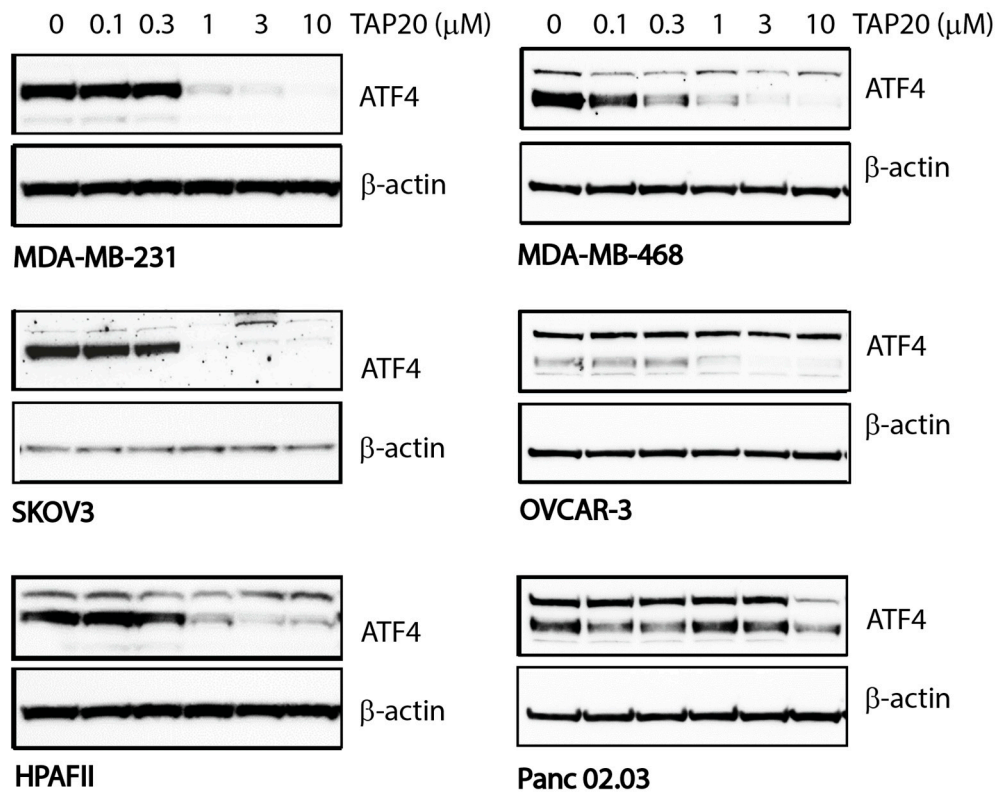 0 0.1 0.3 1 3 10 TAP20 (μM)
ATF4
β-actin
MDA-MB-231
0 0.1 0.3 1 3 10 TAP20 (μM)
ATF4
β-actin
MDA-MB-468
ATF4
β-actin
SKOV3
ATF4
β-actin
OVCAR-3
ATF4
β-actin
HPAFII
ATF4
β-actin
Panc 02.03